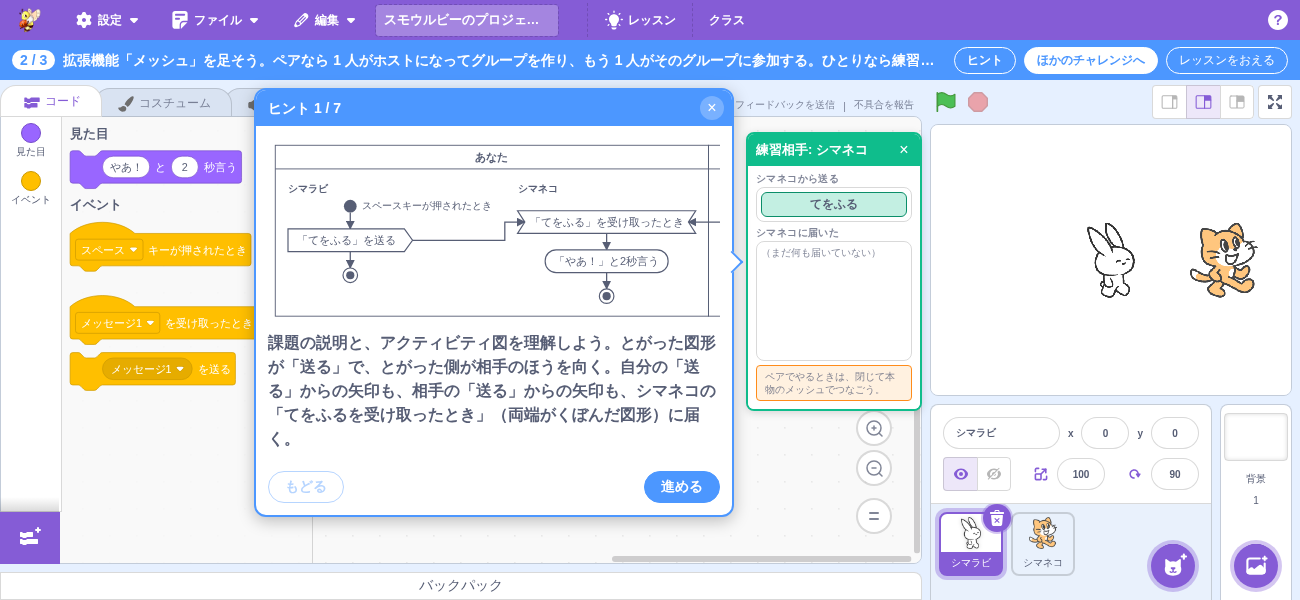 設定
ファイル
編集
スモウルビーのプロジェ…
レッスン
クラス
?
2 / 3
拡張機能「メッシュ」を足そう。ペアなら 1 人がホストになってグループを作り、もう 1 人がそのグループに参加する。ひとりなら練習…
ヒント
ほかのチャレンジへ
レッスンをおえる
コード
コスチューム
フィードバックを送信 | 不具合を報告
見た目
イベント
見た目
やあ！ と 2 秒言う
イベント
スペース キーが押されたとき
メッセージ1 を受け取ったとき
メッセージ1 を送る
ヒント 1 / 7
×
あなた
シマラビ
シマネコ
スペースキーが押されたとき
「てをふる」を送る
「てをふる」を受け取ったとき
「やあ！」と2秒言う
課題の説明と、アクティビティ図を理解しよう。とがった図形
が「送る」で、とがった側が相手のほうを向く。自分の「送
る」からの矢印も、相手の「送る」からの矢印も、シマネコの
「てをふるを受け取ったとき」（両端がくぼんだ図形）に届
く。
もどる
進める
練習相手: シマネコ
×
シマネコから送る
てをふる
シマネコに届いた
（まだ何も届いていない）
ペアでやるときは、閉じて本
物のメッシュでつなごう。
シマラビ
x
0
y
0
100
90
シマラビ
シマネコ
背景
1
バックパック